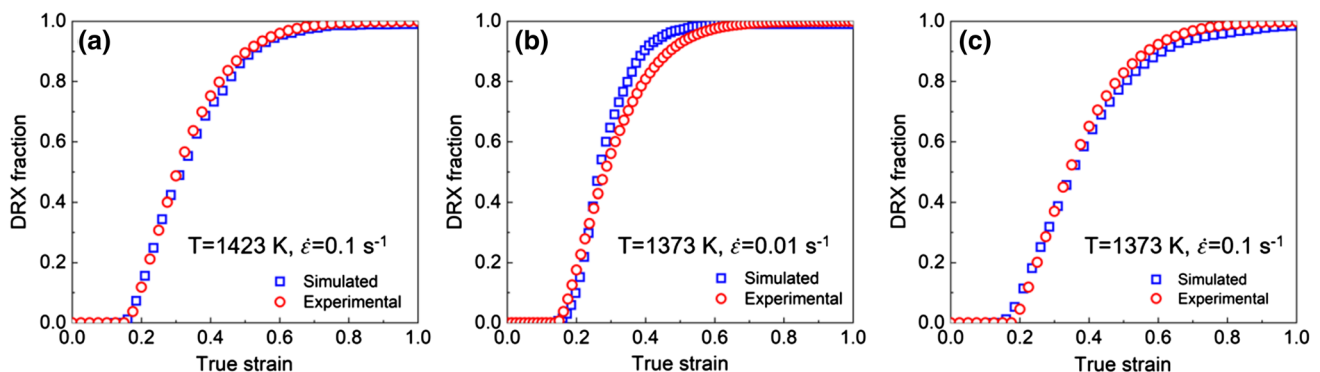 (a)
1.0
0.8
0.6
0.4
0.2
0.0
DRX fraction
T=1423 K, ε̇=0.1 s⁻¹
Simulated
Experimental
0.0 0.2 0.4 0.6 0.8 1.0
True strain
(b)
1.0
0.8
0.6
0.4
0.2
0.0
DRX fraction
T=1373 K, ε̇=0.01 s⁻¹
Simulated
Experimental
0.0 0.2 0.4 0.6 0.8 1.0
True strain
(c)
1.0
0.8
0.6
0.4
0.2
0.0
DRX fraction
T=1373 K, ε̇=0.1 s⁻¹
Simulated
Experimental
0.0 0.2 0.4 0.6 0.8 1.0
True strain